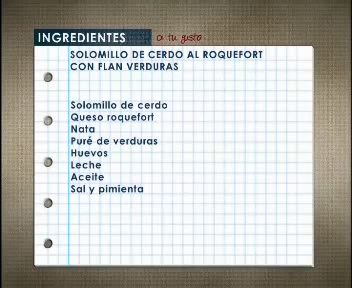 INGREDIENTES a tu gusto
SOLOMILLO DE CERDO AL ROQUEFORT
CON FLAN VERDURAS
Solomillo de cerdo
Queso roquefort
Nata
Puré de verduras
Huevos
Leche
Aceite
Sal y pimienta